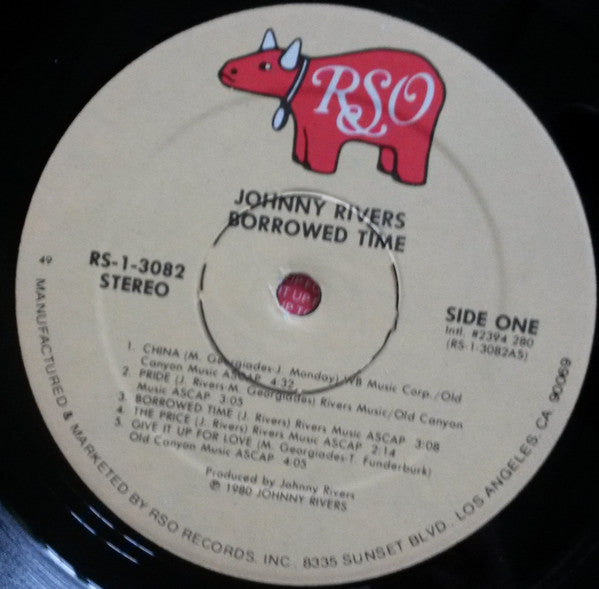 RSO
JOHNNY RIVERS
BORROWED TIME
RS-1-3082
STEREO
SIDE ONE
Intl. #2394 280
(RS-1-3082AS)
49
1. CHINA (M. Georgiades-J. Monday) WB Music Corp./Old
Canyon Music ASCAP 4:32
2. PRIDE (J. Rivers-M. Georgiades) Rivers Music/Old Canyon
Music ASCAP 3:05
3. BORROWED TIME (J. Rivers) Rivers Music ASCAP 3:08
4. THE PRICE (J. Rivers) Rivers Music ASCAP 2:14
5. GIVE IT UP FOR LOVE (M. Georgiades-T. Funderburk)
Old Canyon Music ASCAP 4:05
Produced by Johnny Rivers
℗ 1980 JOHNNY RIVERS
MANUFACTURED & MARKETED BY RSO RECORDS, INC. 8335 SUNSET BLVD. LOS ANGELES, CA. 90069
IT UP